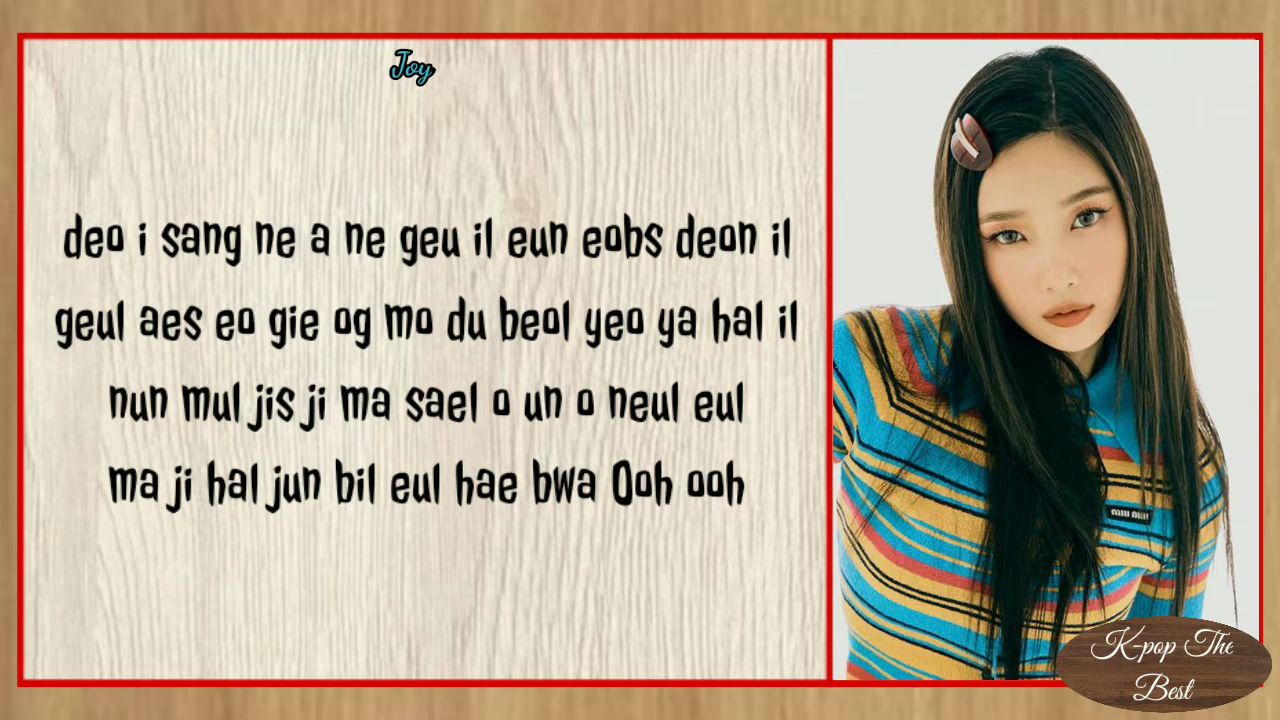 Joy
deo i sang ne a ne geu il eun eobs deon il
geul aes eo gie og mo du beol yeo ya hal il
nun mul jis ji ma sael o un o neul eul
ma ji hal jun bil eul hae bwa Ooh ooh
miu miu
K-pop The
Best